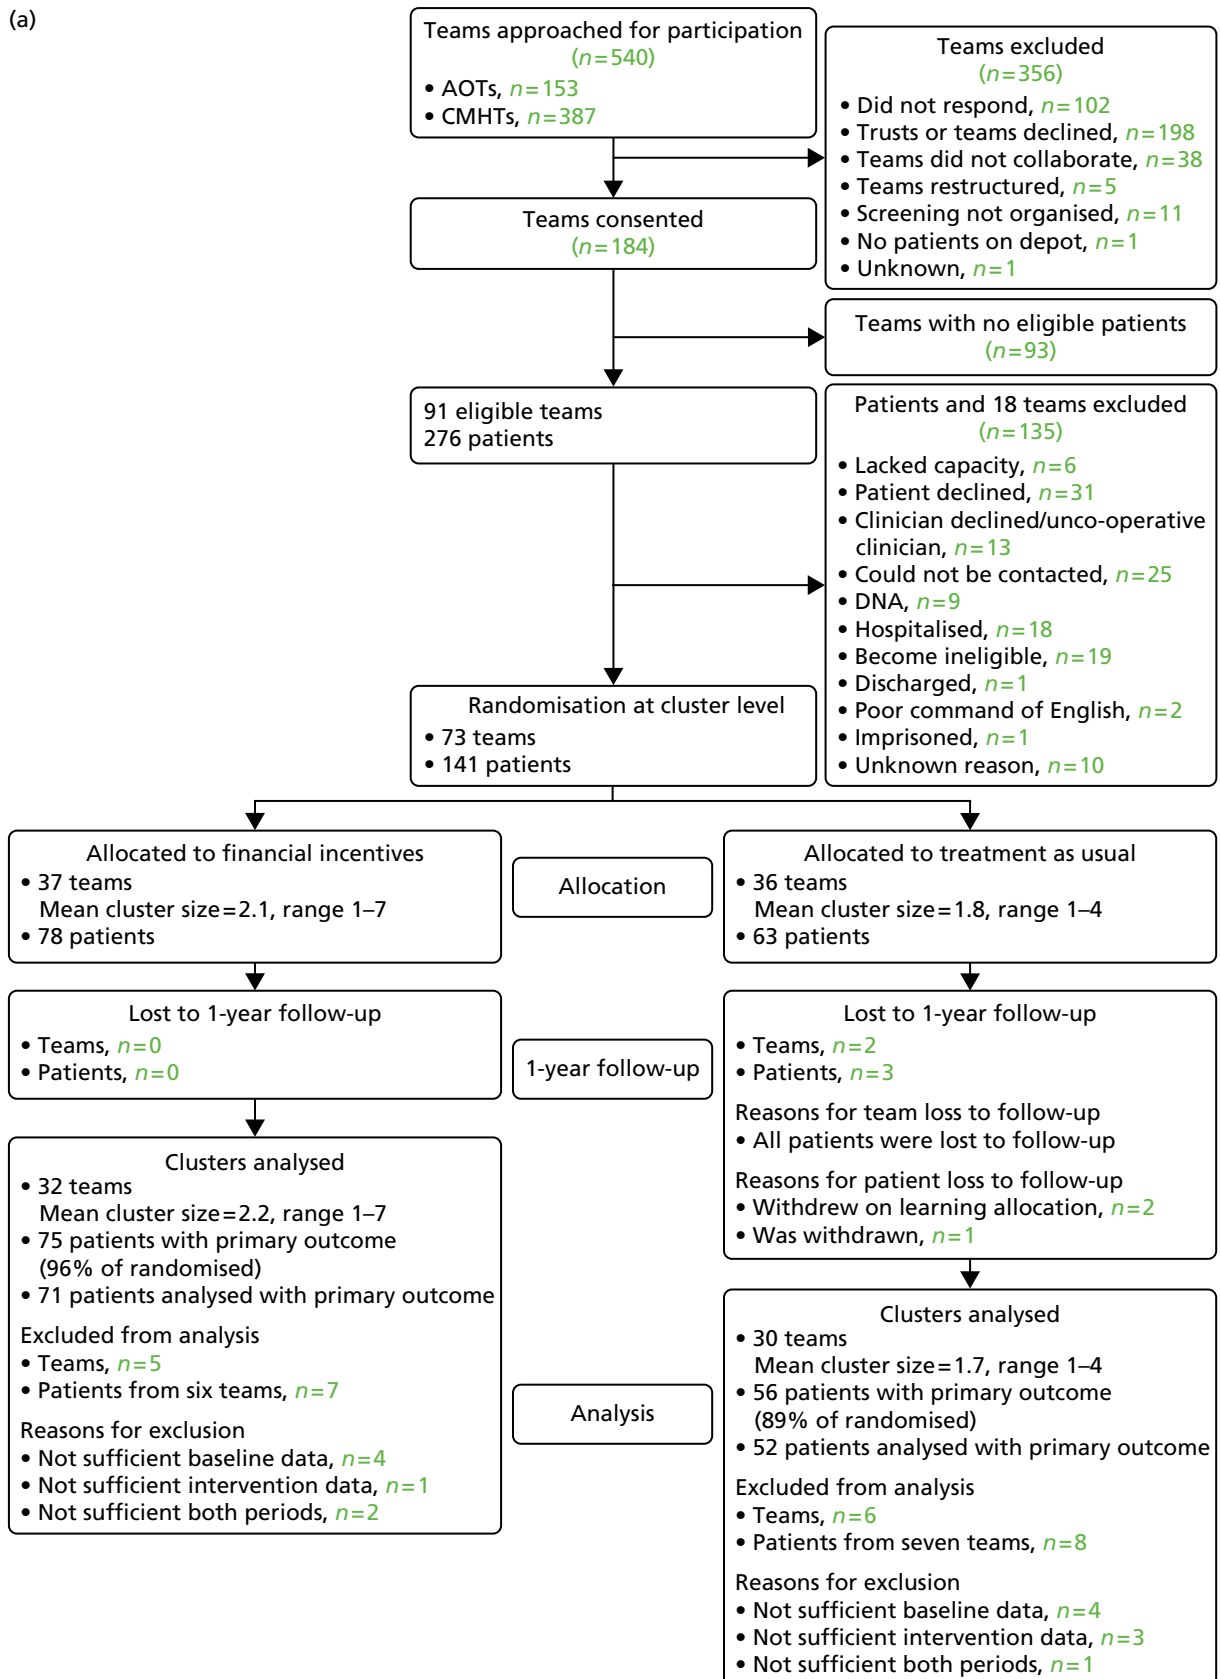 (a)
Teams approached for participation
(n=540)
• AOTs, n=153
• CMHTs, n=387
Teams excluded
(n=356)
• Did not respond, n=102
• Trusts or teams declined, n=198
• Teams did not collaborate, n=38
• Teams restructured, n=5
• Screening not organised, n=11
• No patients on depot, n=1
• Unknown, n=1
Teams consented
(n=184)
Teams with no eligible patients
(n=93)
91 eligible teams
276 patients
Patients and 18 teams excluded
(n=135)
• Lacked capacity, n=6
• Patient declined, n=31
• Clinician declined/unco-operative
clinician, n=13
• Could not be contacted, n=25
• DNA, n=9
• Hospitalised, n=18
• Become ineligible, n=19
• Discharged, n=1
• Poor command of English, n=2
• Imprisoned, n=1
• Unknown reason, n=10
Randomisation at cluster level
• 73 teams
• 141 patients
Allocated to financial incentives
• 37 teams
Mean cluster size=2.1, range 1–7
• 78 patients
Allocation
Allocated to treatment as usual
• 36 teams
Mean cluster size=1.8, range 1–4
• 63 patients
Lost to 1-year follow-up
• Teams, n=0
• Patients, n=0
1-year follow-up
Lost to 1-year follow-up
• Teams, n=2
• Patients, n=3
Reasons for team loss to follow-up
• All patients were lost to follow-up
Reasons for patient loss to follow-up
• Withdrew on learning allocation, n=2
• Was withdrawn, n=1
Clusters analysed
• 32 teams
Mean cluster size=2.2, range 1–7
• 75 patients with primary outcome
(96% of randomised)
• 71 patients analysed with primary outcome
Excluded from analysis
• Teams, n=5
• Patients from six teams, n=7
Reasons for exclusion
• Not sufficient baseline data, n=4
• Not sufficient intervention data, n=1
• Not sufficient both periods, n=2
Analysis
Clusters analysed
• 30 teams
Mean cluster size=1.7, range 1–4
• 56 patients with primary outcome
(89% of randomised)
• 52 patients analysed with primary outcome
Excluded from analysis
• Teams, n=6
• Patients from seven teams, n=8
Reasons for exclusion
• Not sufficient baseline data, n=4
• Not sufficient intervention data, n=3
• Not sufficient both periods, n=1